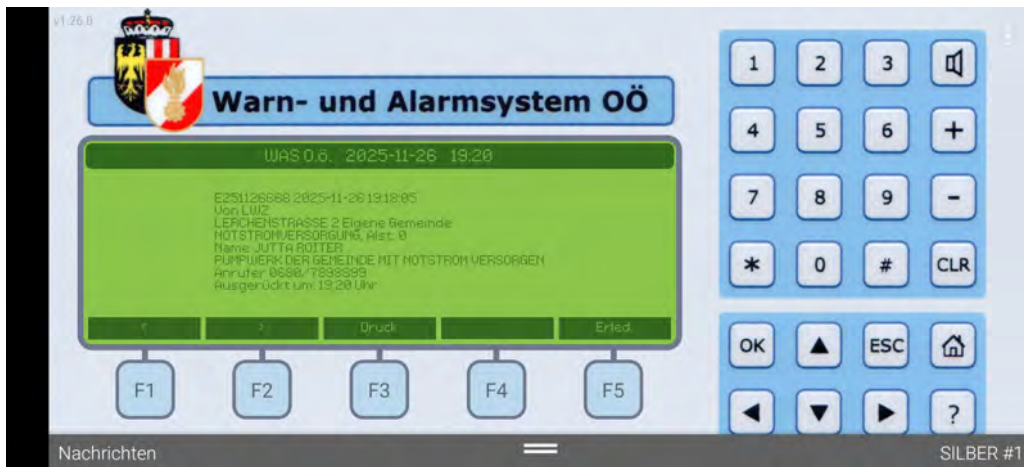 v1.26.0
Warn- und Alarmsystem OÖ
WAS O.ö. 2025-11-26 19:20
E251126668 2025-11-26 19:18:05
Von LWZ
LERCHENSTRASSE 2 Eigene Gemeinde
NOTSTROMVERSORGUNG, Alst. 0
Name JUTTA ROITER
PUMPWERK DER GEMEINDE MIT NOTSTROM VERSORGEN
Anrufer
Ausgerückt um 19:20 Uhr
< > Druck Erled.
F1 F2 F3 F4 F5
1 2 3
4 5 6 +
7 8 9 -
* 0 # CLR
OK ▲ ESC
◀ ▼ ▶ ?
Nachrichten
SILBER #1